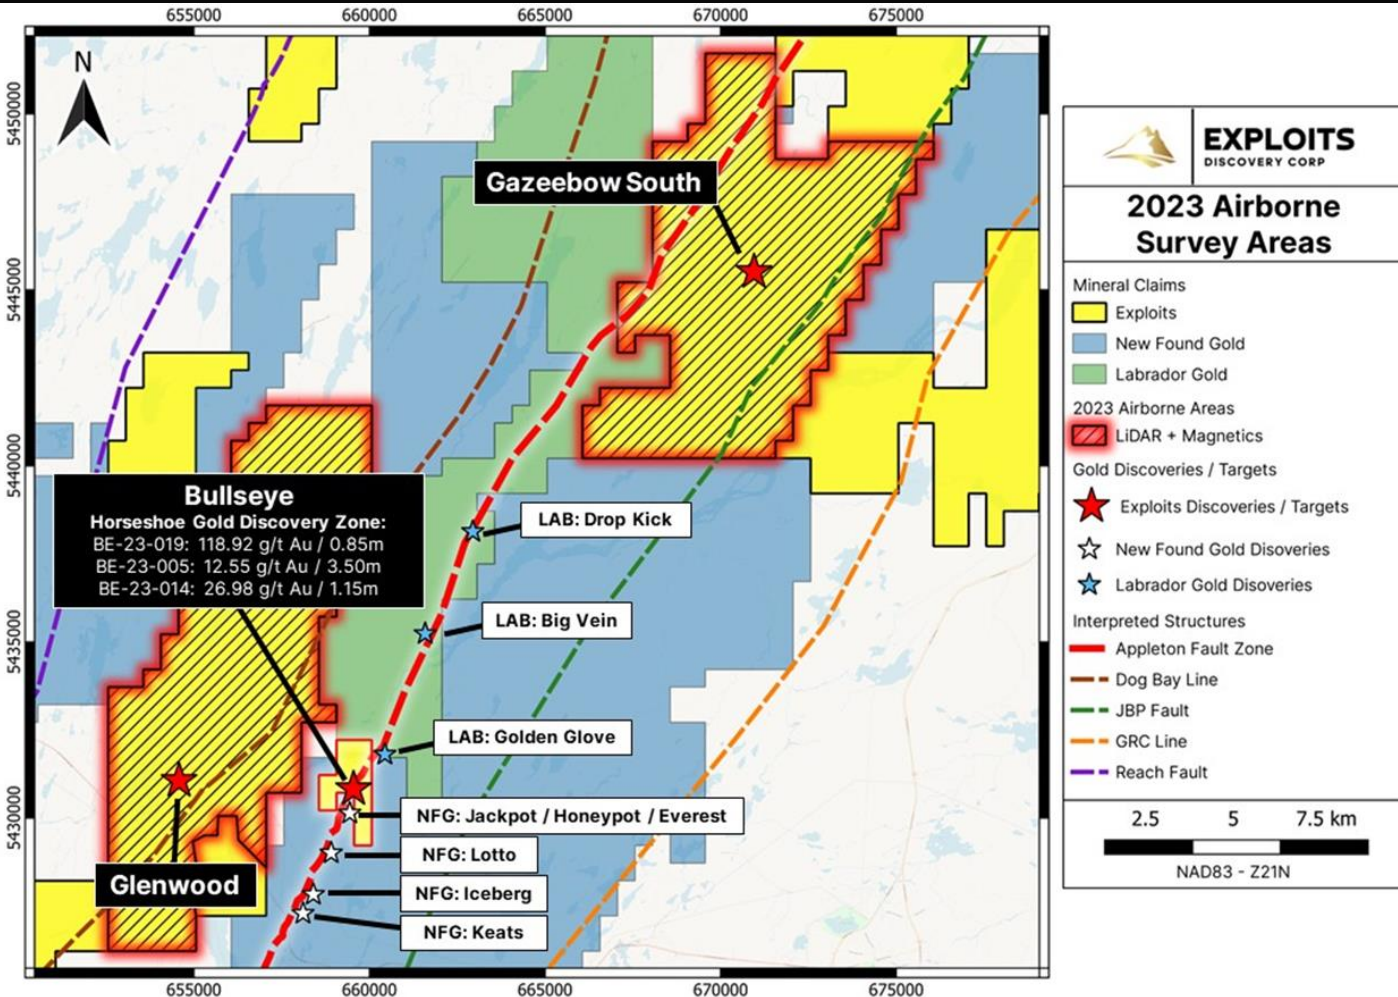 655000 660000 665000 670000 675000
N
5450000
5445000
5440000
5435000
5430000
Gazeebow South
Bullseye
Horseshoe Gold Discovery Zone:
BE-23-019: 118.92 g/t Au / 0.85m
BE-23-005: 12.55 g/t Au / 3.50m
BE-23-014: 26.98 g/t Au / 1.15m
LAB: Drop Kick
LAB: Big Vein
LAB: Golden Glove
NFG: Jackpot / Honeypot / Everest
NFG: Lotto
NFG: Iceberg
NFG: Keats
Glenwood
655000 660000 665000 670000 675000
EXPLOITS
DISCOVERY CORP
2023 Airborne
Survey Areas
Mineral Claims
Exploits
New Found Gold
Labrador Gold
2023 Airborne Areas
LiDAR + Magnetics
Gold Discoveries / Targets
Exploits Discoveries / Targets
New Found Gold Disoveries
Labrador Gold Disoveries
Interpreted Structures
Appleton Fault Zone
Dog Bay Line
JBP Fault
GRC Line
Reach Fault
2.5 5 7.5 km
NAD83 - Z21N